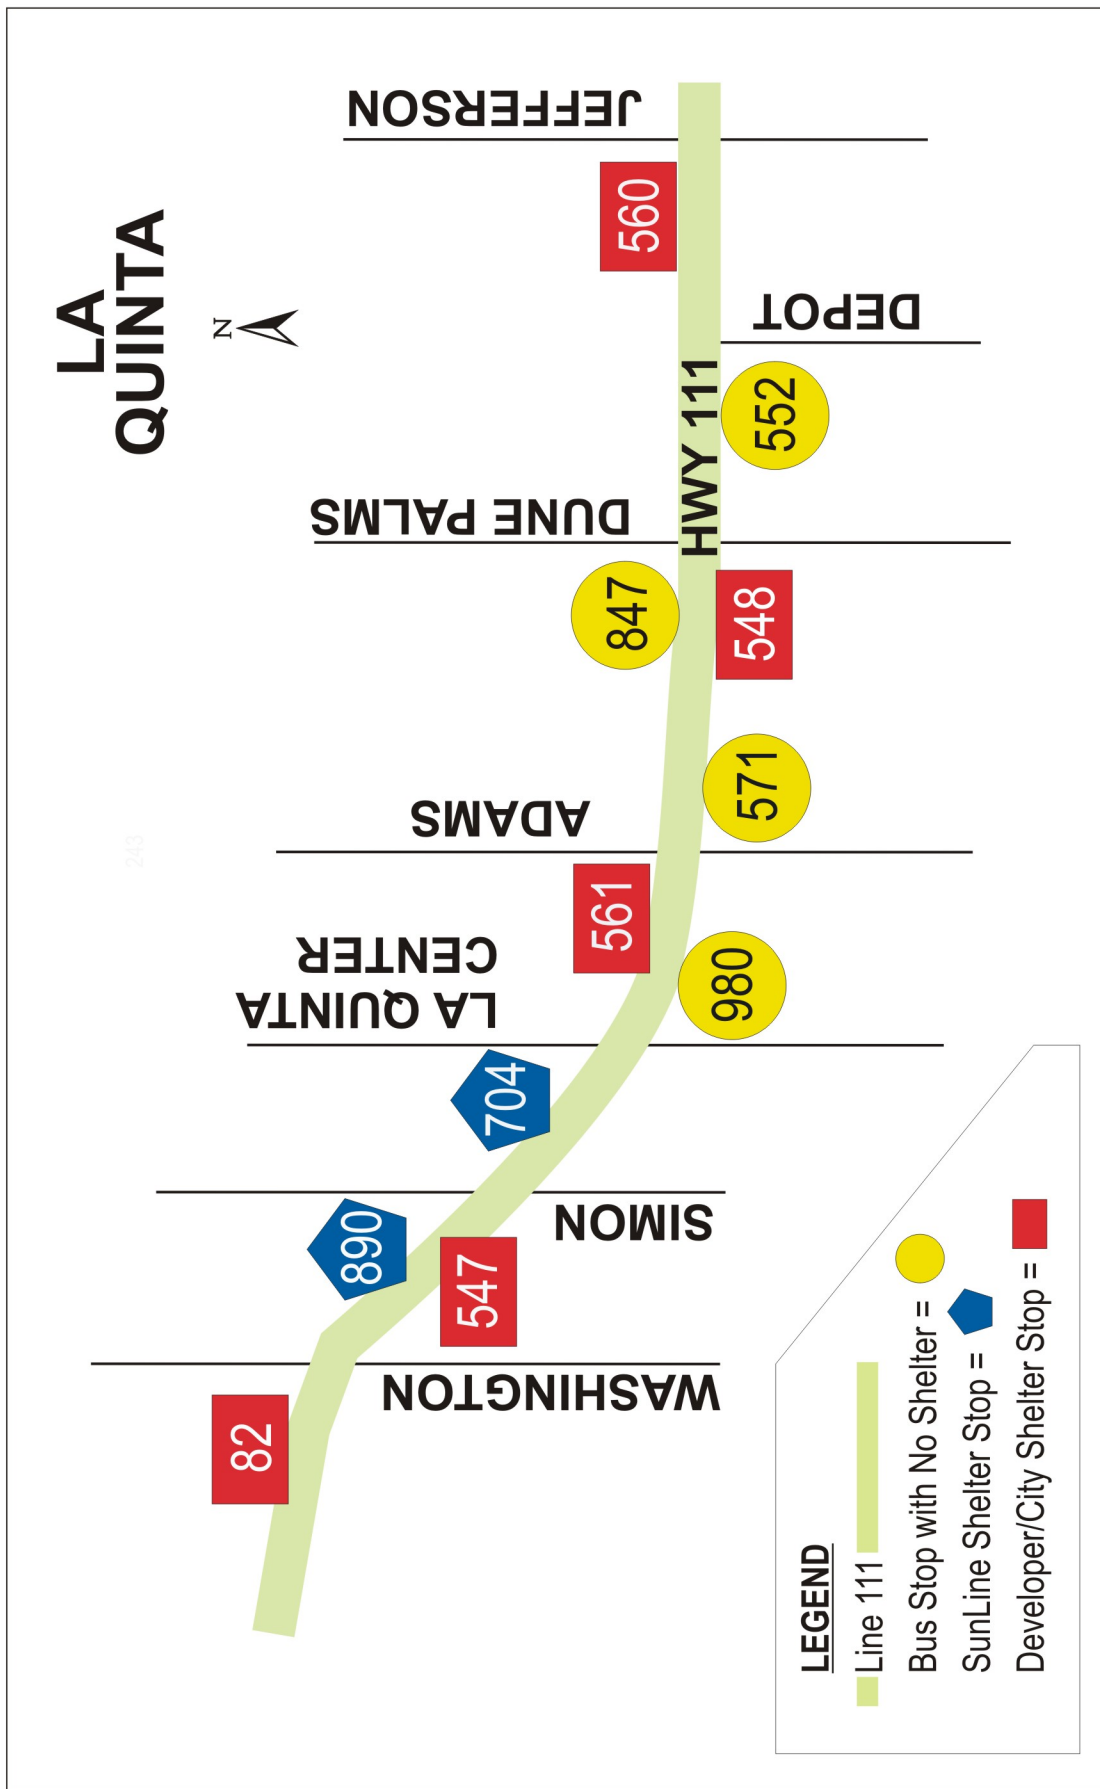 LA
QUINTA
N
JEFFERSON
560
DEPOT
HWY 111
552
DUNE PALMS
847
548
571
ADAMS
243
561
LA QUINTA
CENTER
980
704
SIMON
890
547
WASHINGTON
82
LEGEND
Line 111
Bus Stop with No Shelter =
SunLine Shelter Stop =
Developer/City Shelter Stop =